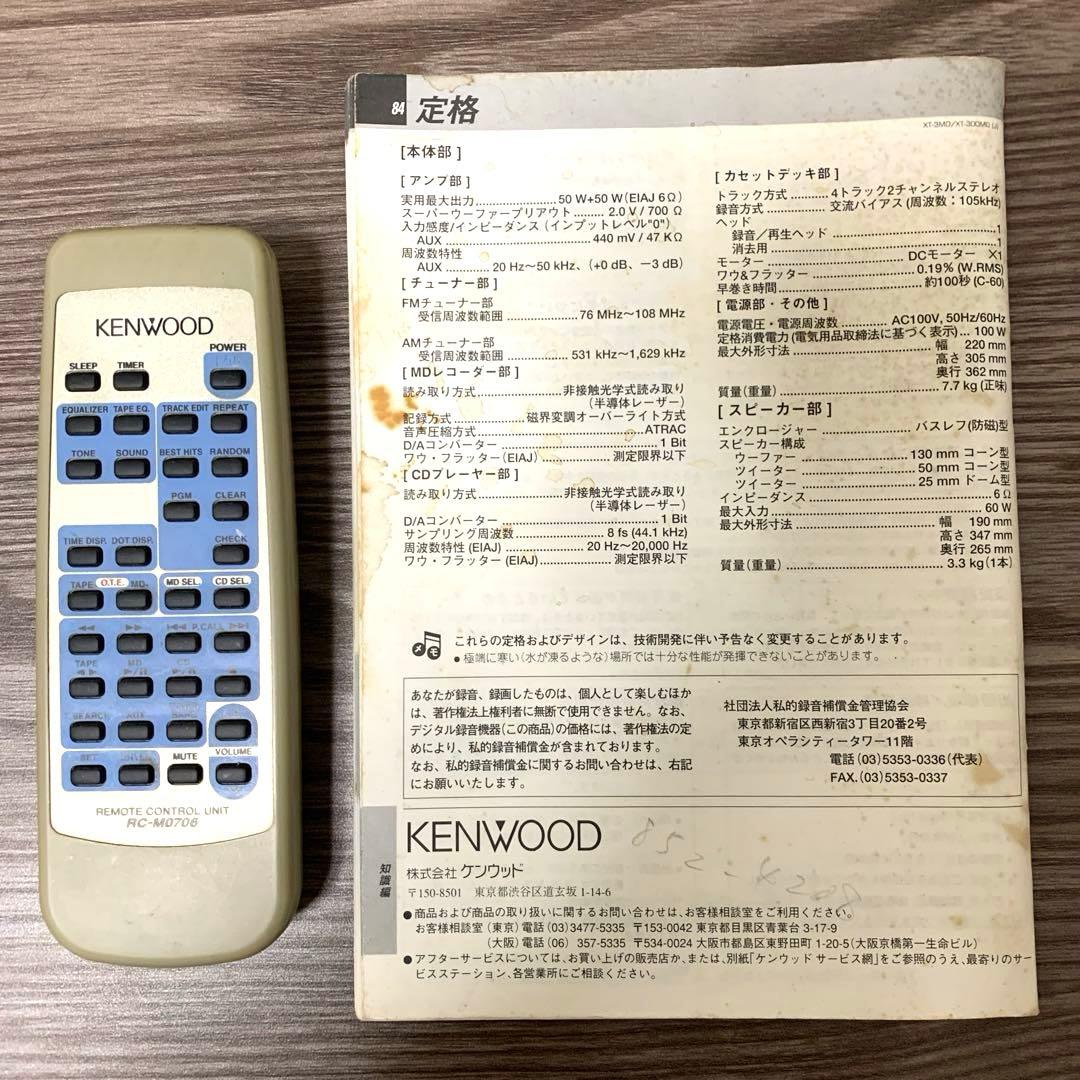 KENWOOD
POWER
SLEEP TIMER
EQUALIZER TAPE EQ. TRACK EDIT REPEAT
TONE SOUND BEST HITS RANDOM
PGM CLEAR
TIME DISP. DOT DISP. CHECK
TAPE O.T.E. MD MD SEL. CD SEL.
◀◀ ▶▶ |◀◀ P.CALL ▶▶|
TAPE MD CD
T.SEARCH AUX
SET MUTE VOLUME
REMOTE CONTROL UNIT
RC-MD706
84 定格
XT-3MD/XT-300MD (J)
[本体部]
[アンプ部]
実用最大出力 50 W+50 W(EIAJ 6Ω)
スーパーウーファープリアウト 2.0 V / 700 Ω
入力感度/インピーダンス (インプットレベル"0")
AUX 440 mV / 47 KΩ
周波数特性
AUX 20 Hz~50 kHz、(+0 dB、-3 dB)
[チューナー部]
FMチューナー部
受信周波数範囲 76 MHz~108 MHz
AMチューナー部
受信周波数範囲 531 kHz~1,629 kHz
[MDレコーダー部]
読み取り方式 非接触光学式読み取り
(半導体レーザー)
記録方式 磁界変調オーバーライト方式
音声圧縮方式 ATRAC
D/Aコンバーター 1 Bit
ワウ・フラッター(EIAJ) 測定限界以下
[CDプレーヤー部]
読み取り方式 非接触光学式読み取り
(半導体レーザー)
D/Aコンバーター 1 Bit
サンプリング周波数 8 fs (44.1 kHz)
周波数特性 (EIAJ) 20 Hz~20,000 Hz
ワウ・フラッター (EIAJ) 測定限界以下
[カセットデッキ部]
トラック方式 4トラック2チャンネルステレオ
録音方式 交流バイアス (周波数:105kHz)
ヘッド
録音/再生ヘッド 1
消去用 1
モーター DCモーター ×1
ワウ&フラッター 0.19% (W.RMS)
早巻き時間 約100秒 (C-60)
[電源部・その他]
電源電圧・電源周波数 AC100V, 50Hz/60Hz
定格消費電力 (電気用品取締法に基づく表示) 100 W
最大外形寸法 幅 220 mm
高さ 305 mm
奥行 362 mm
質量(重量) 7.7 kg (正味)
[スピーカー部]
エンクロージャー バスレフ(防磁)型
スピーカー構成
ウーファー 130 mm コーン型
ツイーター 50 mm コーン型
ツイーター 25 mm ドーム型
インピーダンス 6 Ω
最大入力 60 W
最大外形寸法 幅 190 mm
高さ 347 mm
奥行 265 mm
質量(重量) 3.3 kg (1本)
メモ
これらの定格およびデザインは、技術開発に伴い予告なく変更することがあります。
●極端に寒い(水が凍るような)場所では十分な性能が発揮できないことがあります。
あなたが録音、録画したものは、個人として楽しむほか
は、著作権法上権利者に無断で使用できません。なお、
デジタル録音機器(この商品)の価格には、著作権法の定
めにより、私的録音補償金が含まれております。
なお、私的録音補償金に関するお問い合わせは、右記
にお願いいたします。
社団法人私的録音補償金管理協会
東京都新宿区西新宿3丁目20番2号
東京オペラシティータワー11階
電話 (03)5353-0336 (代表)
FAX. (03)5353-0337
知識編
KENWOOD
株式会社 ケンウッド
〒150-8501 東京都渋谷区道玄坂 1-14-6
●商品および商品の取り扱いに関するお問い合わせは、お客様相談室をご利用ください。
お客様相談室 (東京) 電話 (03) 3477-5335 〒153-0042 東京都目黒区青葉台 3-17-9
(大阪) 電話 (06) 357-5335 〒534-0024 大阪市都島区東野田町 1-20-5 (大阪京橋第一生命ビル)
●アフターサービスについては、お買い上げの販売店か、または、別紙「ケンウッド サービス網」をご参照のうえ、最寄りのサー
ビスステーション、各営業所にご相談ください。